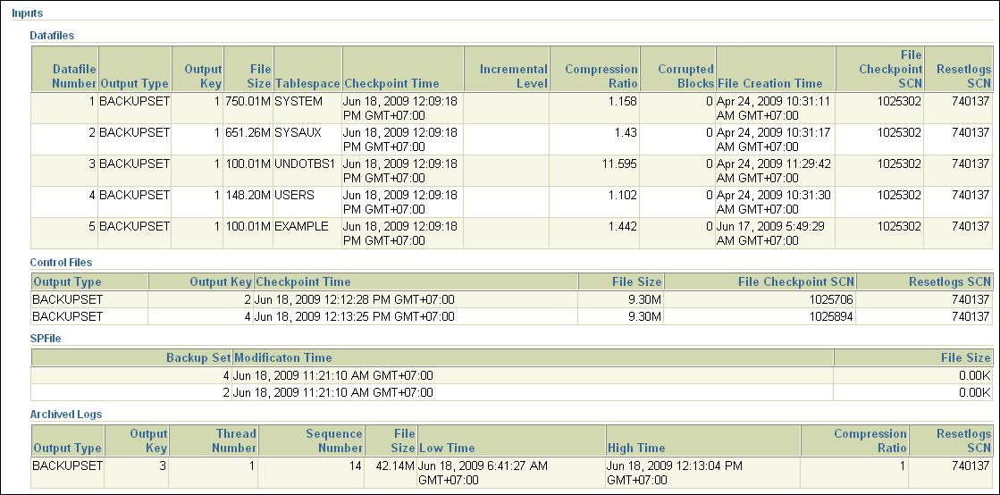 Inputs
Datafiles
Datafile Number Output Type Output Key File Size Tablespace Checkpoint Time Incremental Level Compression Ratio Corrupted Blocks File Creation Time File Checkpoint SCN Resetlogs SCN
1 BACKUPSET 1 750.01M SYSTEM Jun 18, 2009 12:09:18 PM GMT+07:00 1.158 0 Apr 24, 2009 10:31:11 AM GMT+07:00 1025302 740137
2 BACKUPSET 1 651.26M SYSAUX Jun 18, 2009 12:09:18 PM GMT+07:00 1.43 0 Apr 24, 2009 10:31:17 AM GMT+07:00 1025302 740137
3 BACKUPSET 1 100.01M UNDOTBS1 Jun 18, 2009 12:09:18 PM GMT+07:00 11.595 0 Apr 24, 2009 11:29:42 AM GMT+07:00 1025302 740137
4 BACKUPSET 1 148.20M USERS Jun 18, 2009 12:09:18 PM GMT+07:00 1.102 0 Apr 24, 2009 10:31:30 AM GMT+07:00 1025302 740137
5 BACKUPSET 1 100.01M EXAMPLE Jun 18, 2009 12:09:18 PM GMT+07:00 1.442 0 Jun 17, 2009 5:49:29 AM GMT+07:00 1025302 740137
Control Files
Output Type Output Key Checkpoint Time File Size File Checkpoint SCN Resetlogs SCN
BACKUPSET 2 Jun 18, 2009 12:12:28 PM GMT+07:00 9.30M 1025706 740137
BACKUPSET 4 Jun 18, 2009 12:13:25 PM GMT+07:00 9.30M 1025894 740137
SPFile
Backup Set Modificaton Time File Size
4 Jun 18, 2009 11:21:10 AM GMT+07:00 0.00K
2 Jun 18, 2009 11:21:10 AM GMT+07:00 0.00K
Archived Logs
Output Type Output Key Thread Number Sequence Number File Size Low Time High Time Compression Ratio Resetlogs SCN
BACKUPSET 3 1 14 42.14M Jun 18, 2009 6:41:27 AM GMT+07:00 Jun 18, 2009 12:13:04 PM GMT+07:00 1 740137